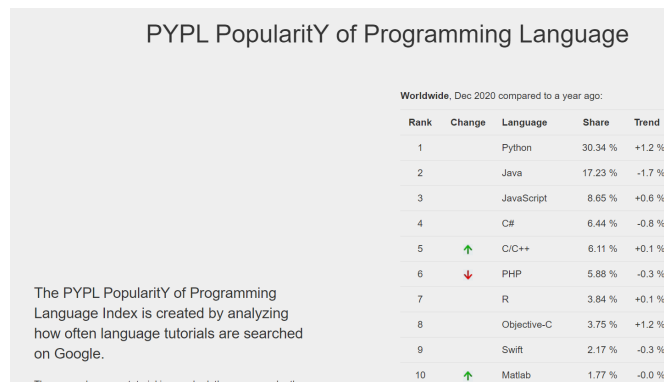 PYPL PopularitY of Programming Language
Worldwide, Dec 2020 compared to a year ago:
Rank Change Language Share Trend
1 Python 30.34 % +1.2 %
2 Java 17.23 % -1.7 %
3 JavaScript 8.65 % +0.6 %
4 C# 6.44 % -0.8 %
5 C/C++ 6.11 % +0.1 %
6 PHP 5.88 % -0.3 %
7 R 3.84 % +0.1 %
8 Objective-C 3.75 % +1.2 %
9 Swift 2.17 % -0.3 %
10 Matlab 1.77 % -0.0 %
The PYPL PopularitY of Programming
Language Index is created by analyzing
how often language tutorials are searched
on Google.